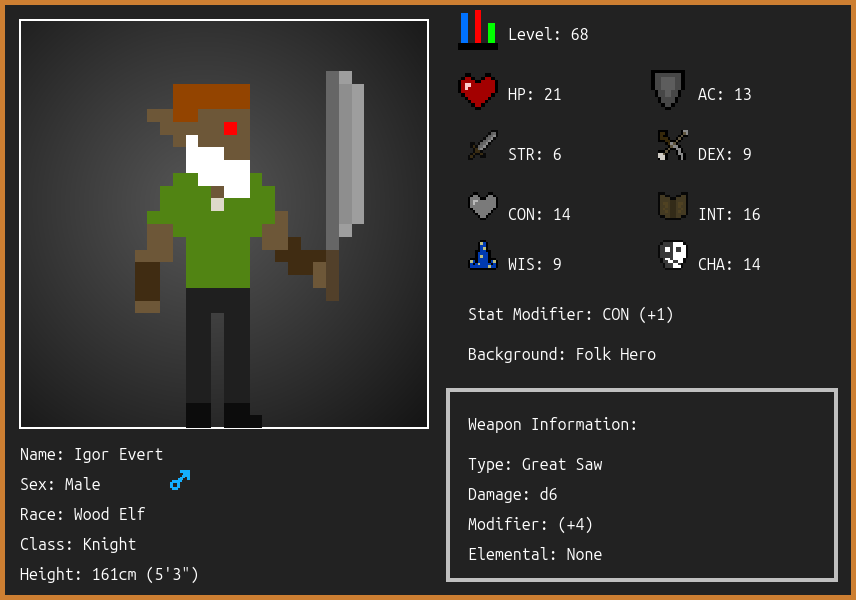 Level: 68
HP: 21
AC: 13
STR: 6
DEX: 9
CON: 14
INT: 16
WIS: 9
CHA: 14
Stat Modifier: CON (+1)
Background: Folk Hero
Weapon Information:
Type: Great Saw
Damage: d6
Modifier: (+4)
Elemental: None
Name: Igor Evert
Sex: Male
Race: Wood Elf
Class: Knight
Height: 161cm (5'3")